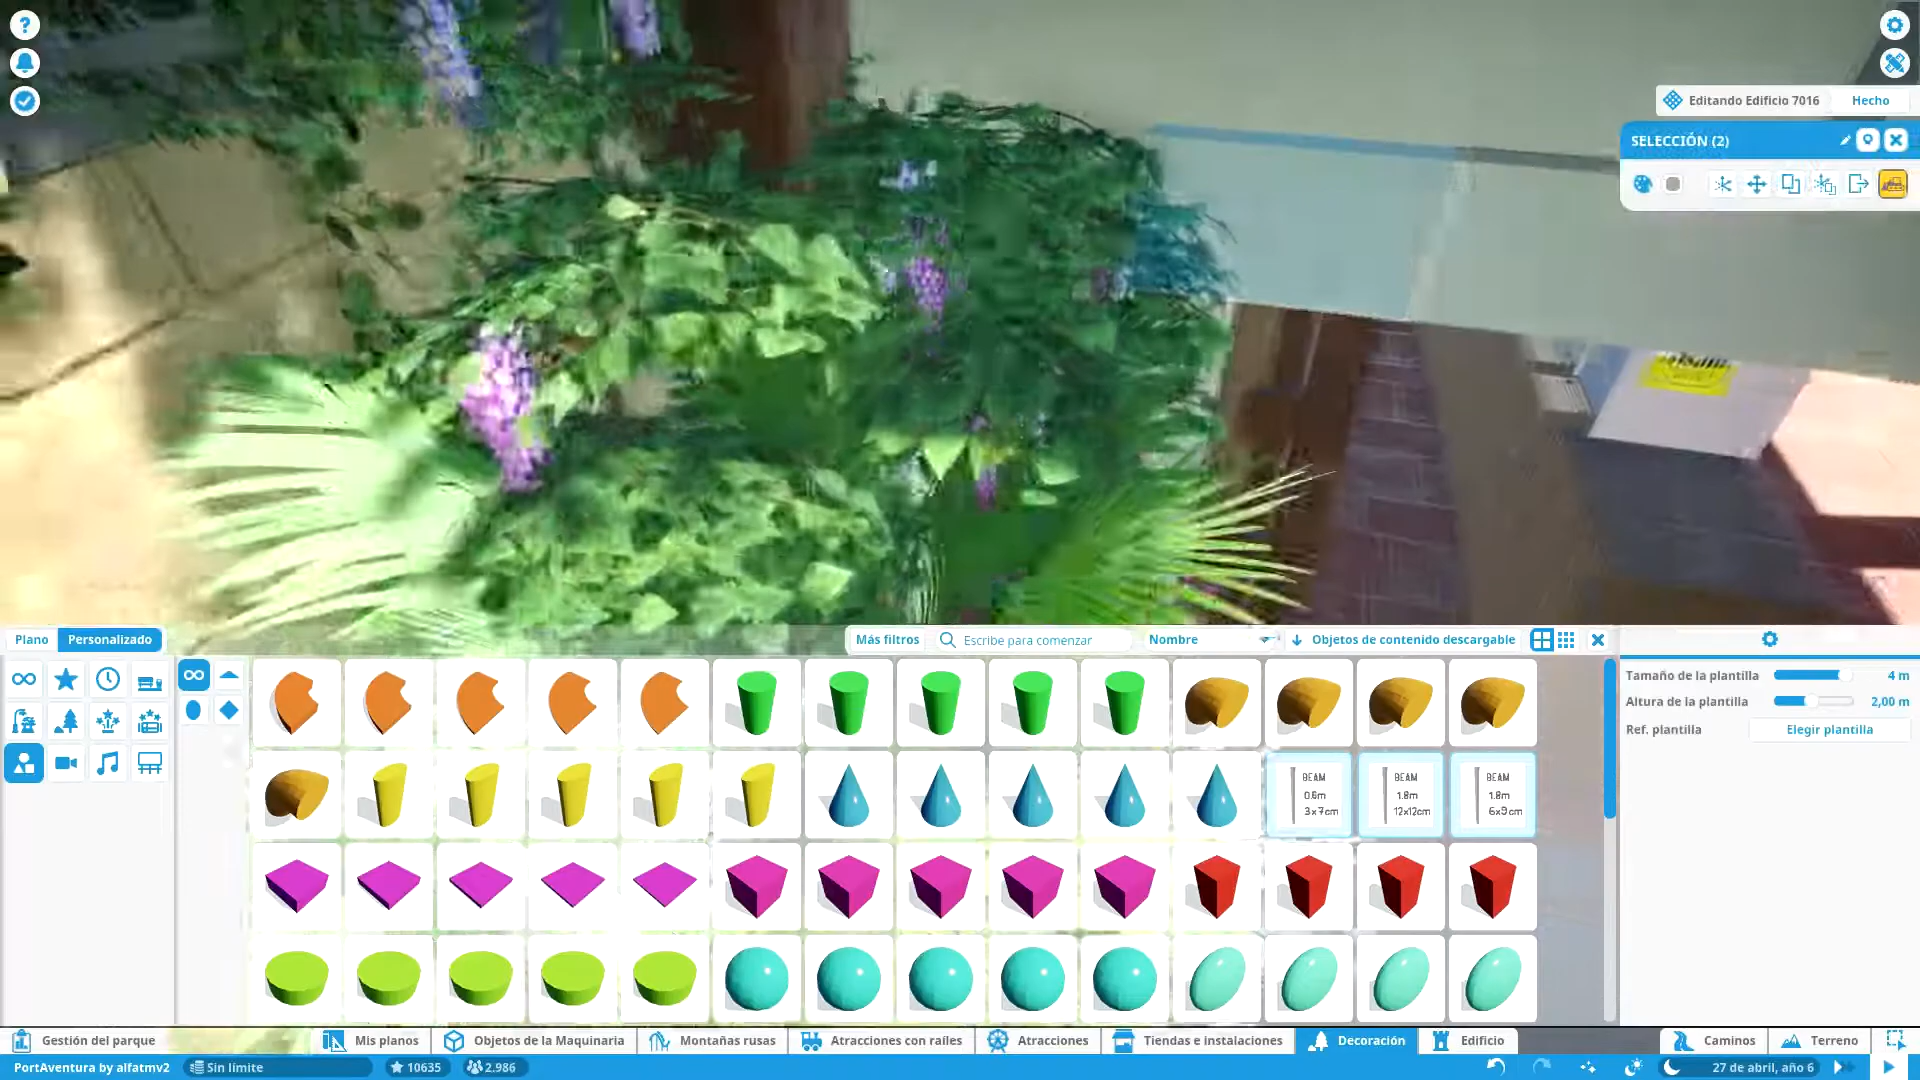 Editando Edificio 7016
Hecho
SELECCIÓN (2)
Plano
Personalizado
Más filtros
Escribe para comenzar
Nombre
Objetos de contenido descargable
Tamaño de la plantilla
4 m
Altura de la plantilla
2,00 m
Ref. plantilla
Elegir plantilla
BEAM
0.6m
3x7cm
BEAM
1.8m
12x12cm
BEAM
1.8m
6x9cm
Gestión del parque
Mis planos
Objetos de la Maquinaria
Montañas rusas
Atracciones con raíles
Atracciones
Tiendas e instalaciones
Decoración
Edificio
Caminos
Terreno
PortAventura by alfatmv2
Sin límite
10635
2.986
27 de abril, año 6